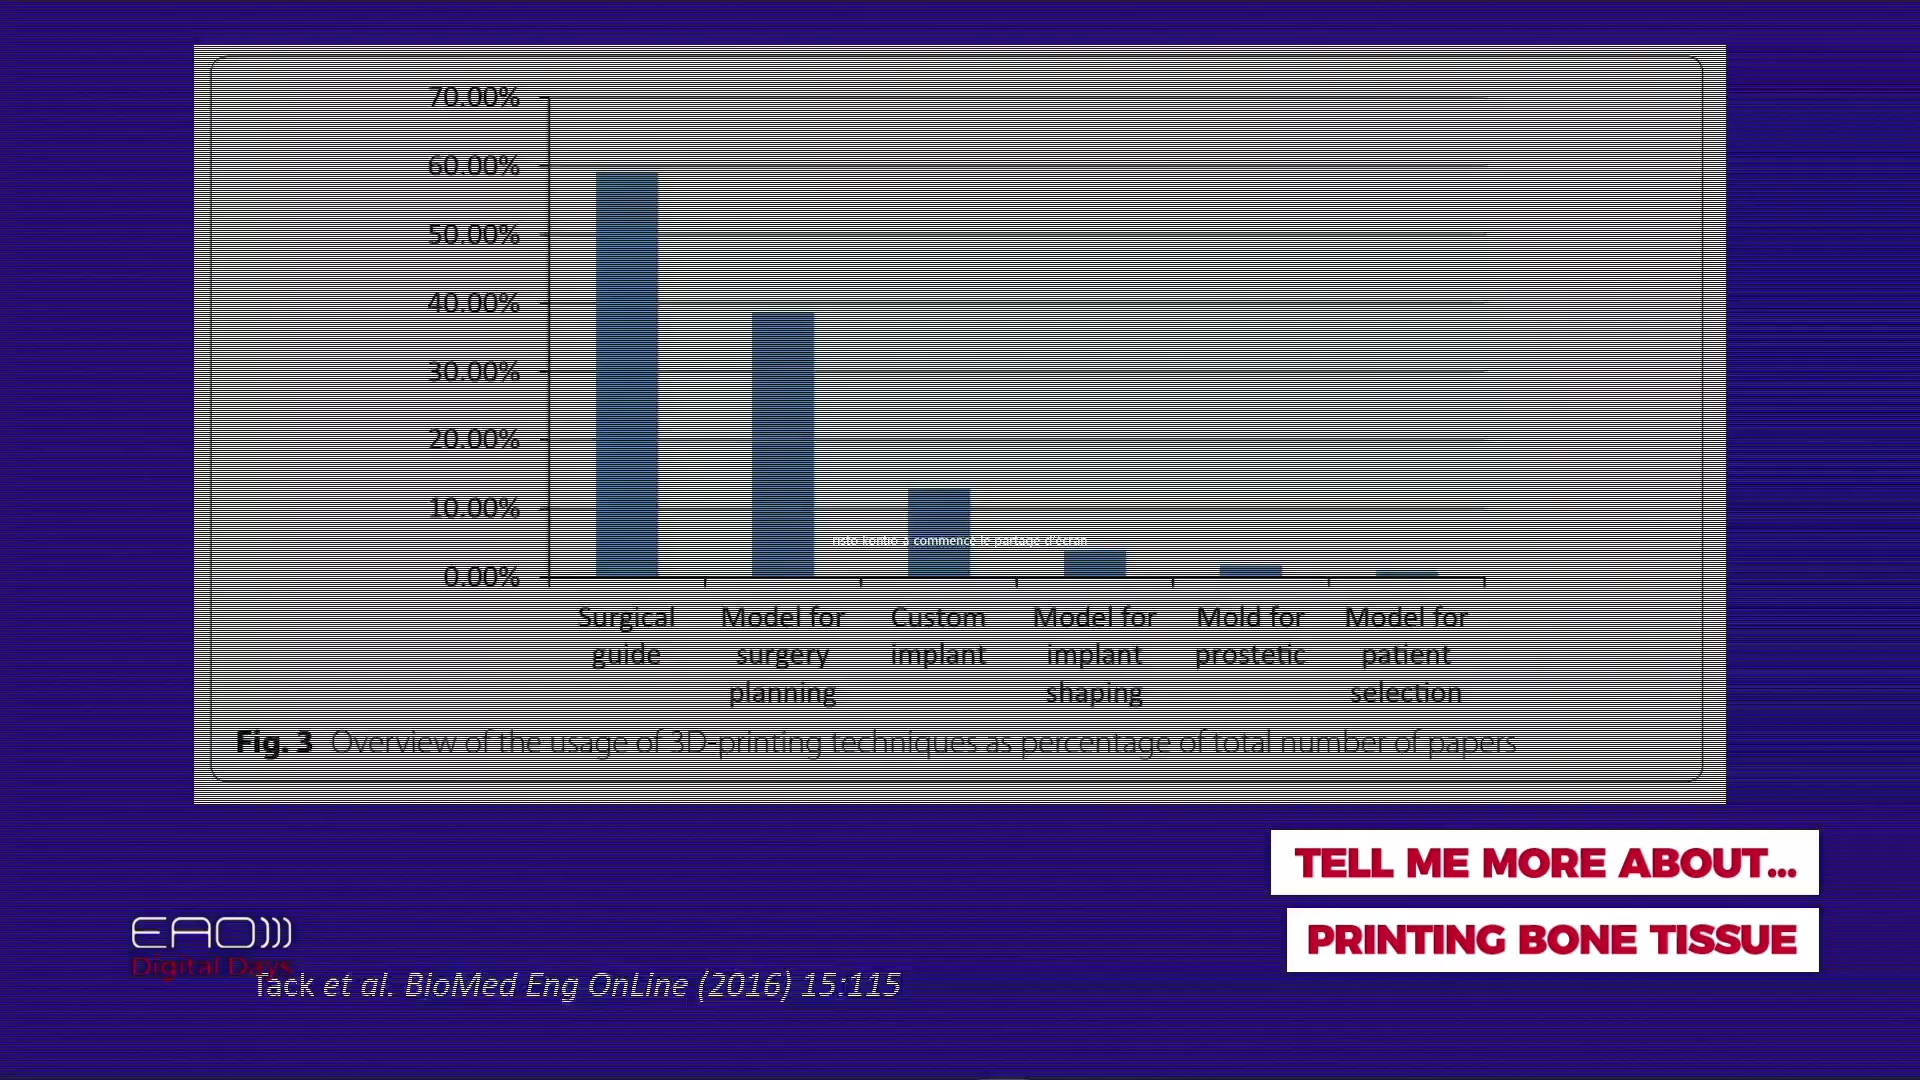 70.00%
60.00%
50.00%
40.00%
30.00%
20.00%
10.00%
0.00%
Surgical guide
Model for surgery planning
Custom implant
Model for implant shaping
Mold for prostetic
Model for patient selection
risto kontio a commencé le partage d'écran
Fig. 3 Overview of the usage of 3D-printing techniques as percentage of total number of papers
TELL ME MORE ABOUT...
PRINTING BONE TISSUE
EAO)))
Digital Days
Tack et al. BioMed Eng OnLine (2016) 15:115